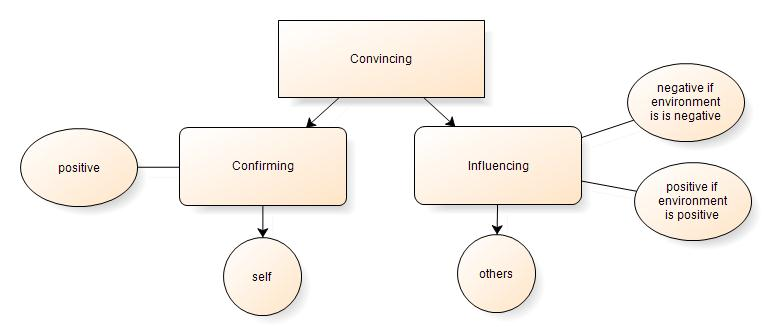 Convincing
negative if
environment
is is negative
positive
Confirming
Influencing
positive if
environment
is positive
self
others